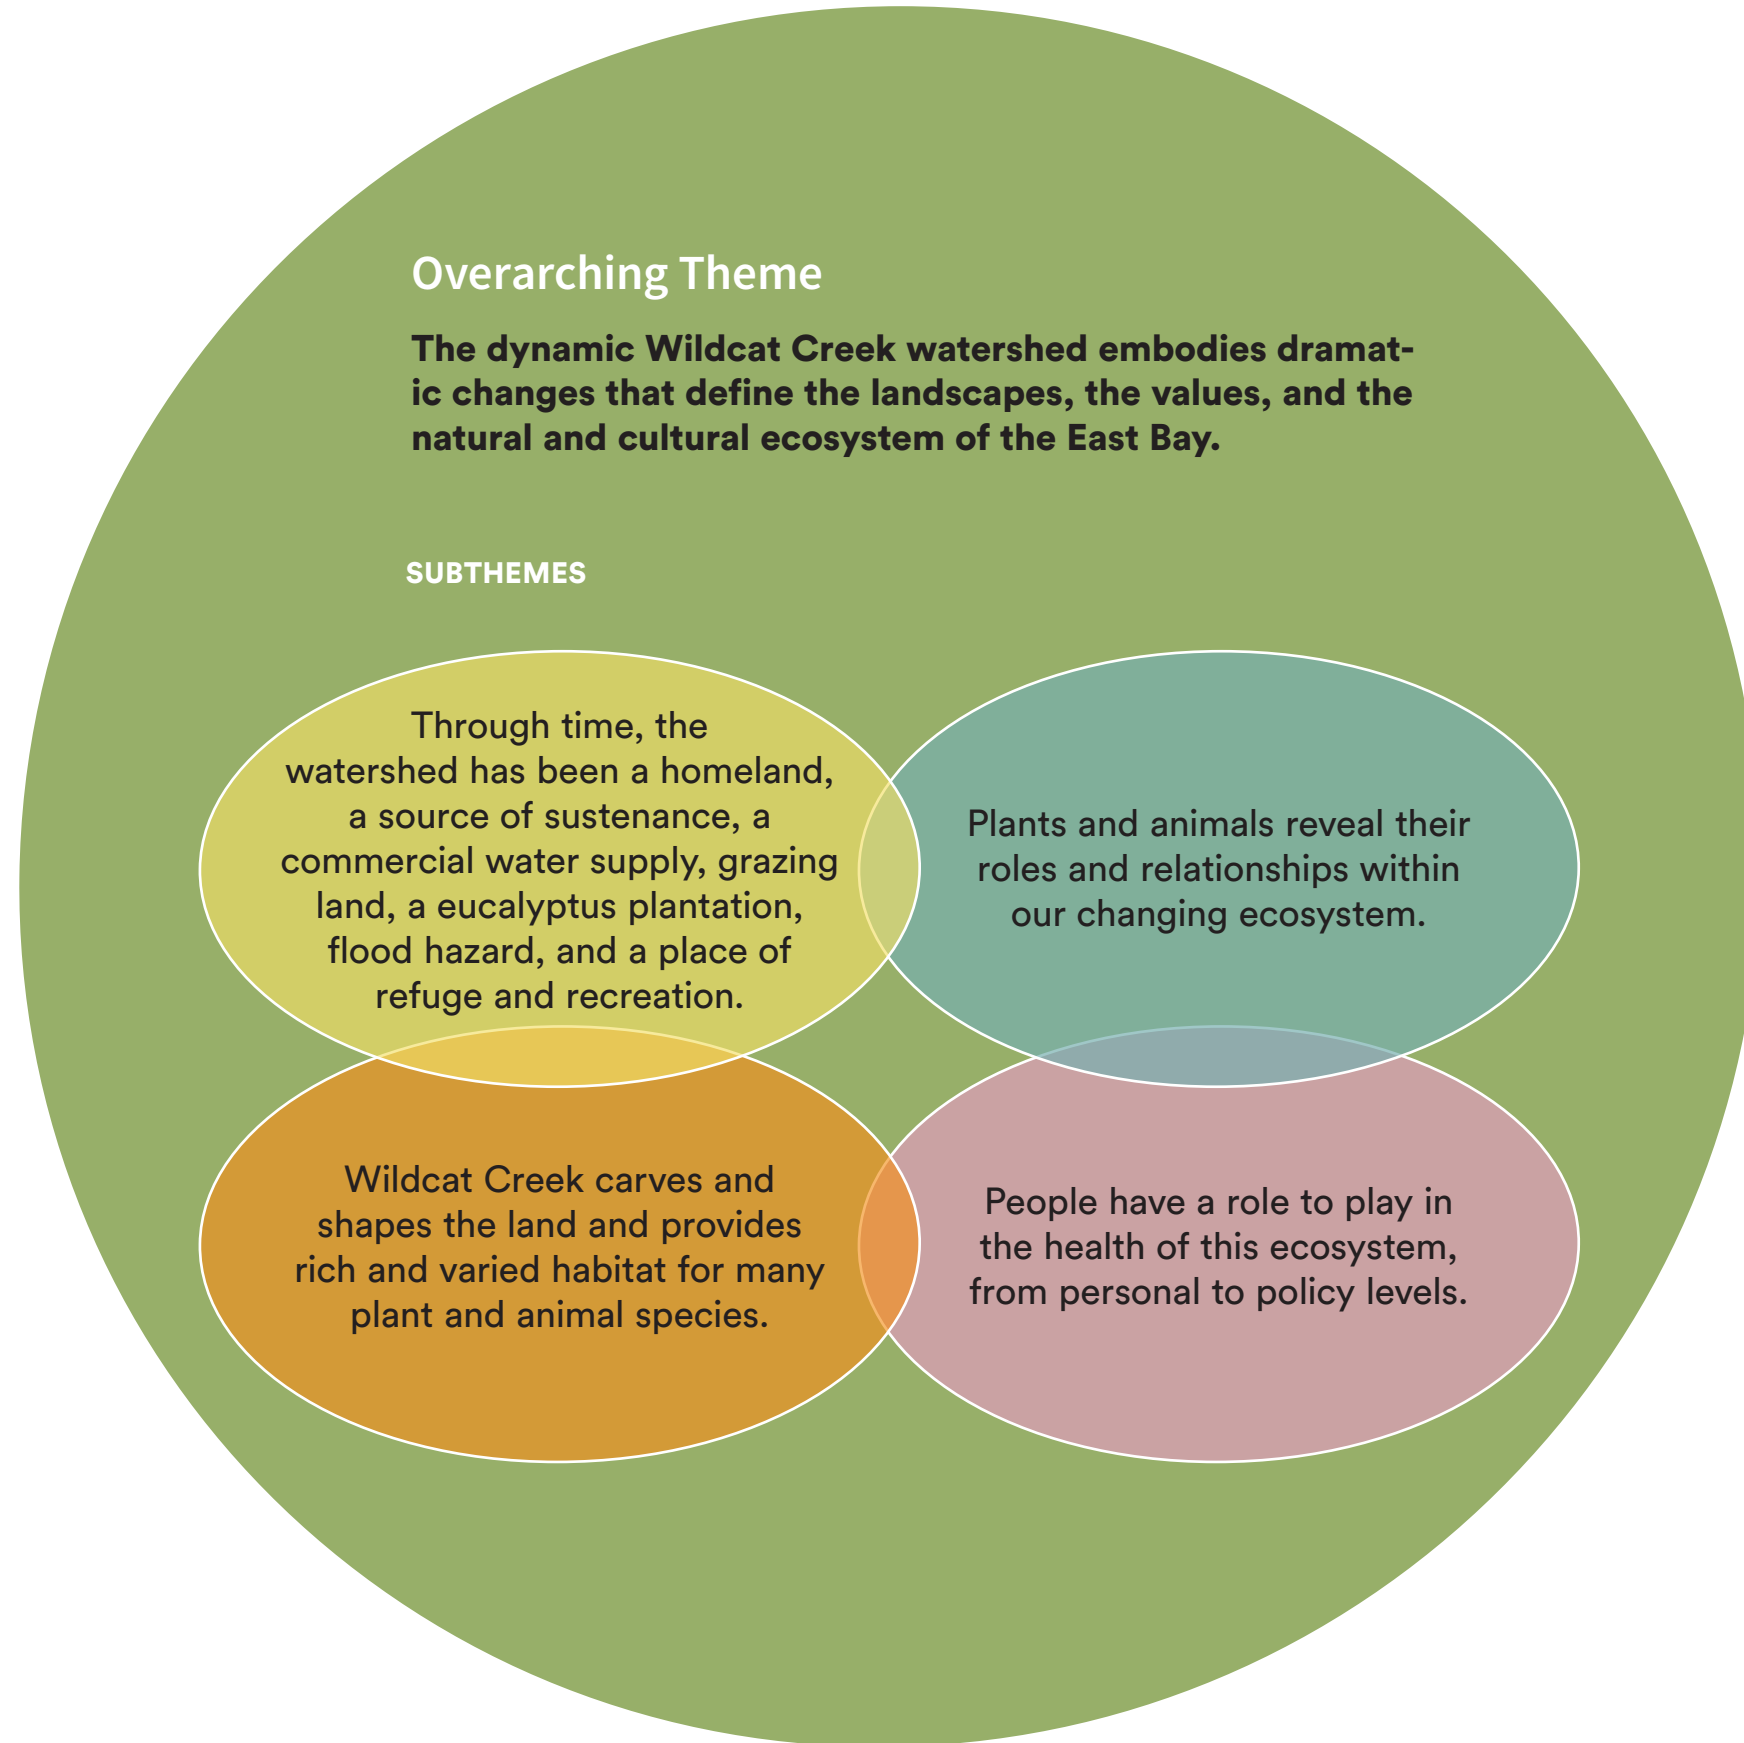 Overarching Theme
The dynamic Wildcat Creek watershed embodies dramat-
ic changes that define the landscapes, the values, and the
natural and cultural ecosystem of the East Bay.
SUBTHEMES
Through time, the
watershed has been a homeland,
a source of sustenance, a
commercial water supply, grazing
land, a eucalyptus plantation,
flood hazard, and a place of
refuge and recreation.
Plants and animals reveal their
roles and relationships within
our changing ecosystem.
Wildcat Creek carves and
shapes the land and provides
rich and varied habitat for many
plant and animal species.
People have a role to play in
the health of this ecosystem,
from personal to policy levels.